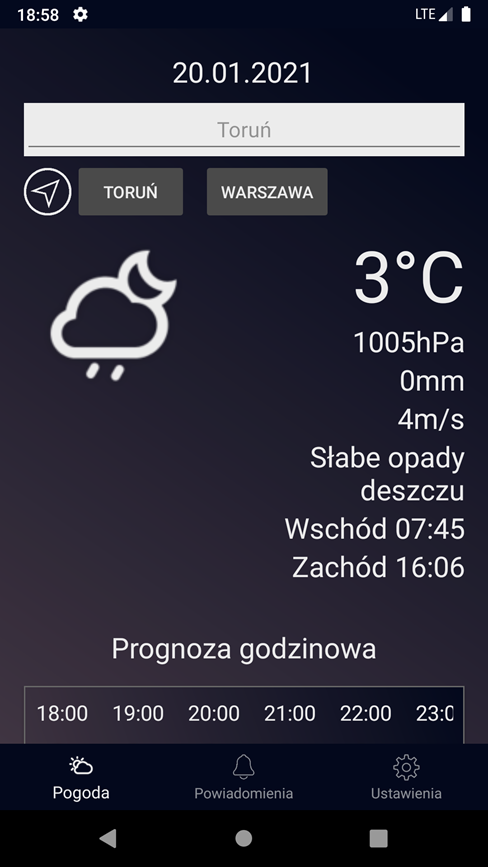 18:58 LTE
20.01.2021
Toruń
TORUŃ WARSZAWA
3°C
1005hPa
0mm
4m/s
Słabe opady
deszczu
Wschód 07:45
Zachód 16:06
Prognoza godzinowa
18:00 19:00 20:00 21:00 22:00 23:0
Pogoda Powiadomienia Ustawienia